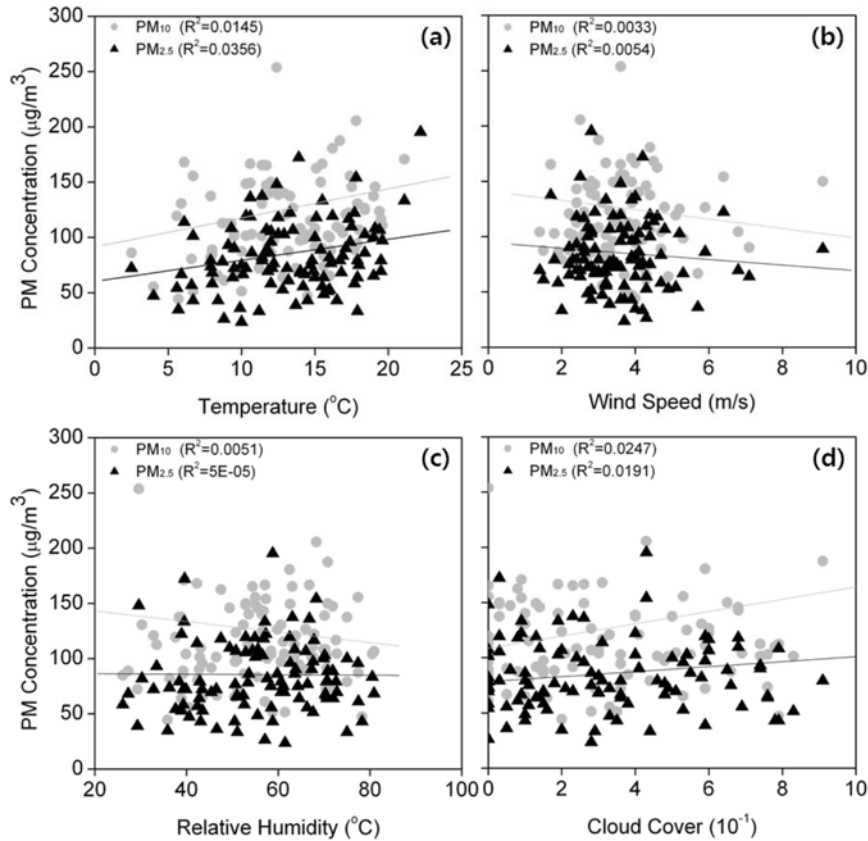 PM10 (R²=0.0145)
PM2.5 (R²=0.0356)
(a)
PM10 (R²=0.0033)
PM2.5 (R²=0.0054)
(b)
300
250
200
150
100
50
0
PM Concentration (μg/m³)
0 5 10 15 20 25
0 2 4 6 8 10
Temperature (°C)
Wind Speed (m/s)
PM10 (R²=0.0051)
PM2.5 (R²=5E-05)
(c)
PM10 (R²=0.0247)
PM2.5 (R²=0.0191)
(d)
300
250
200
150
100
50
0
PM Concentration (μg/m³)
20 40 60 80 100
0 2 4 6 8 10
Relative Humidity (°C)
Cloud Cover (10⁻¹)